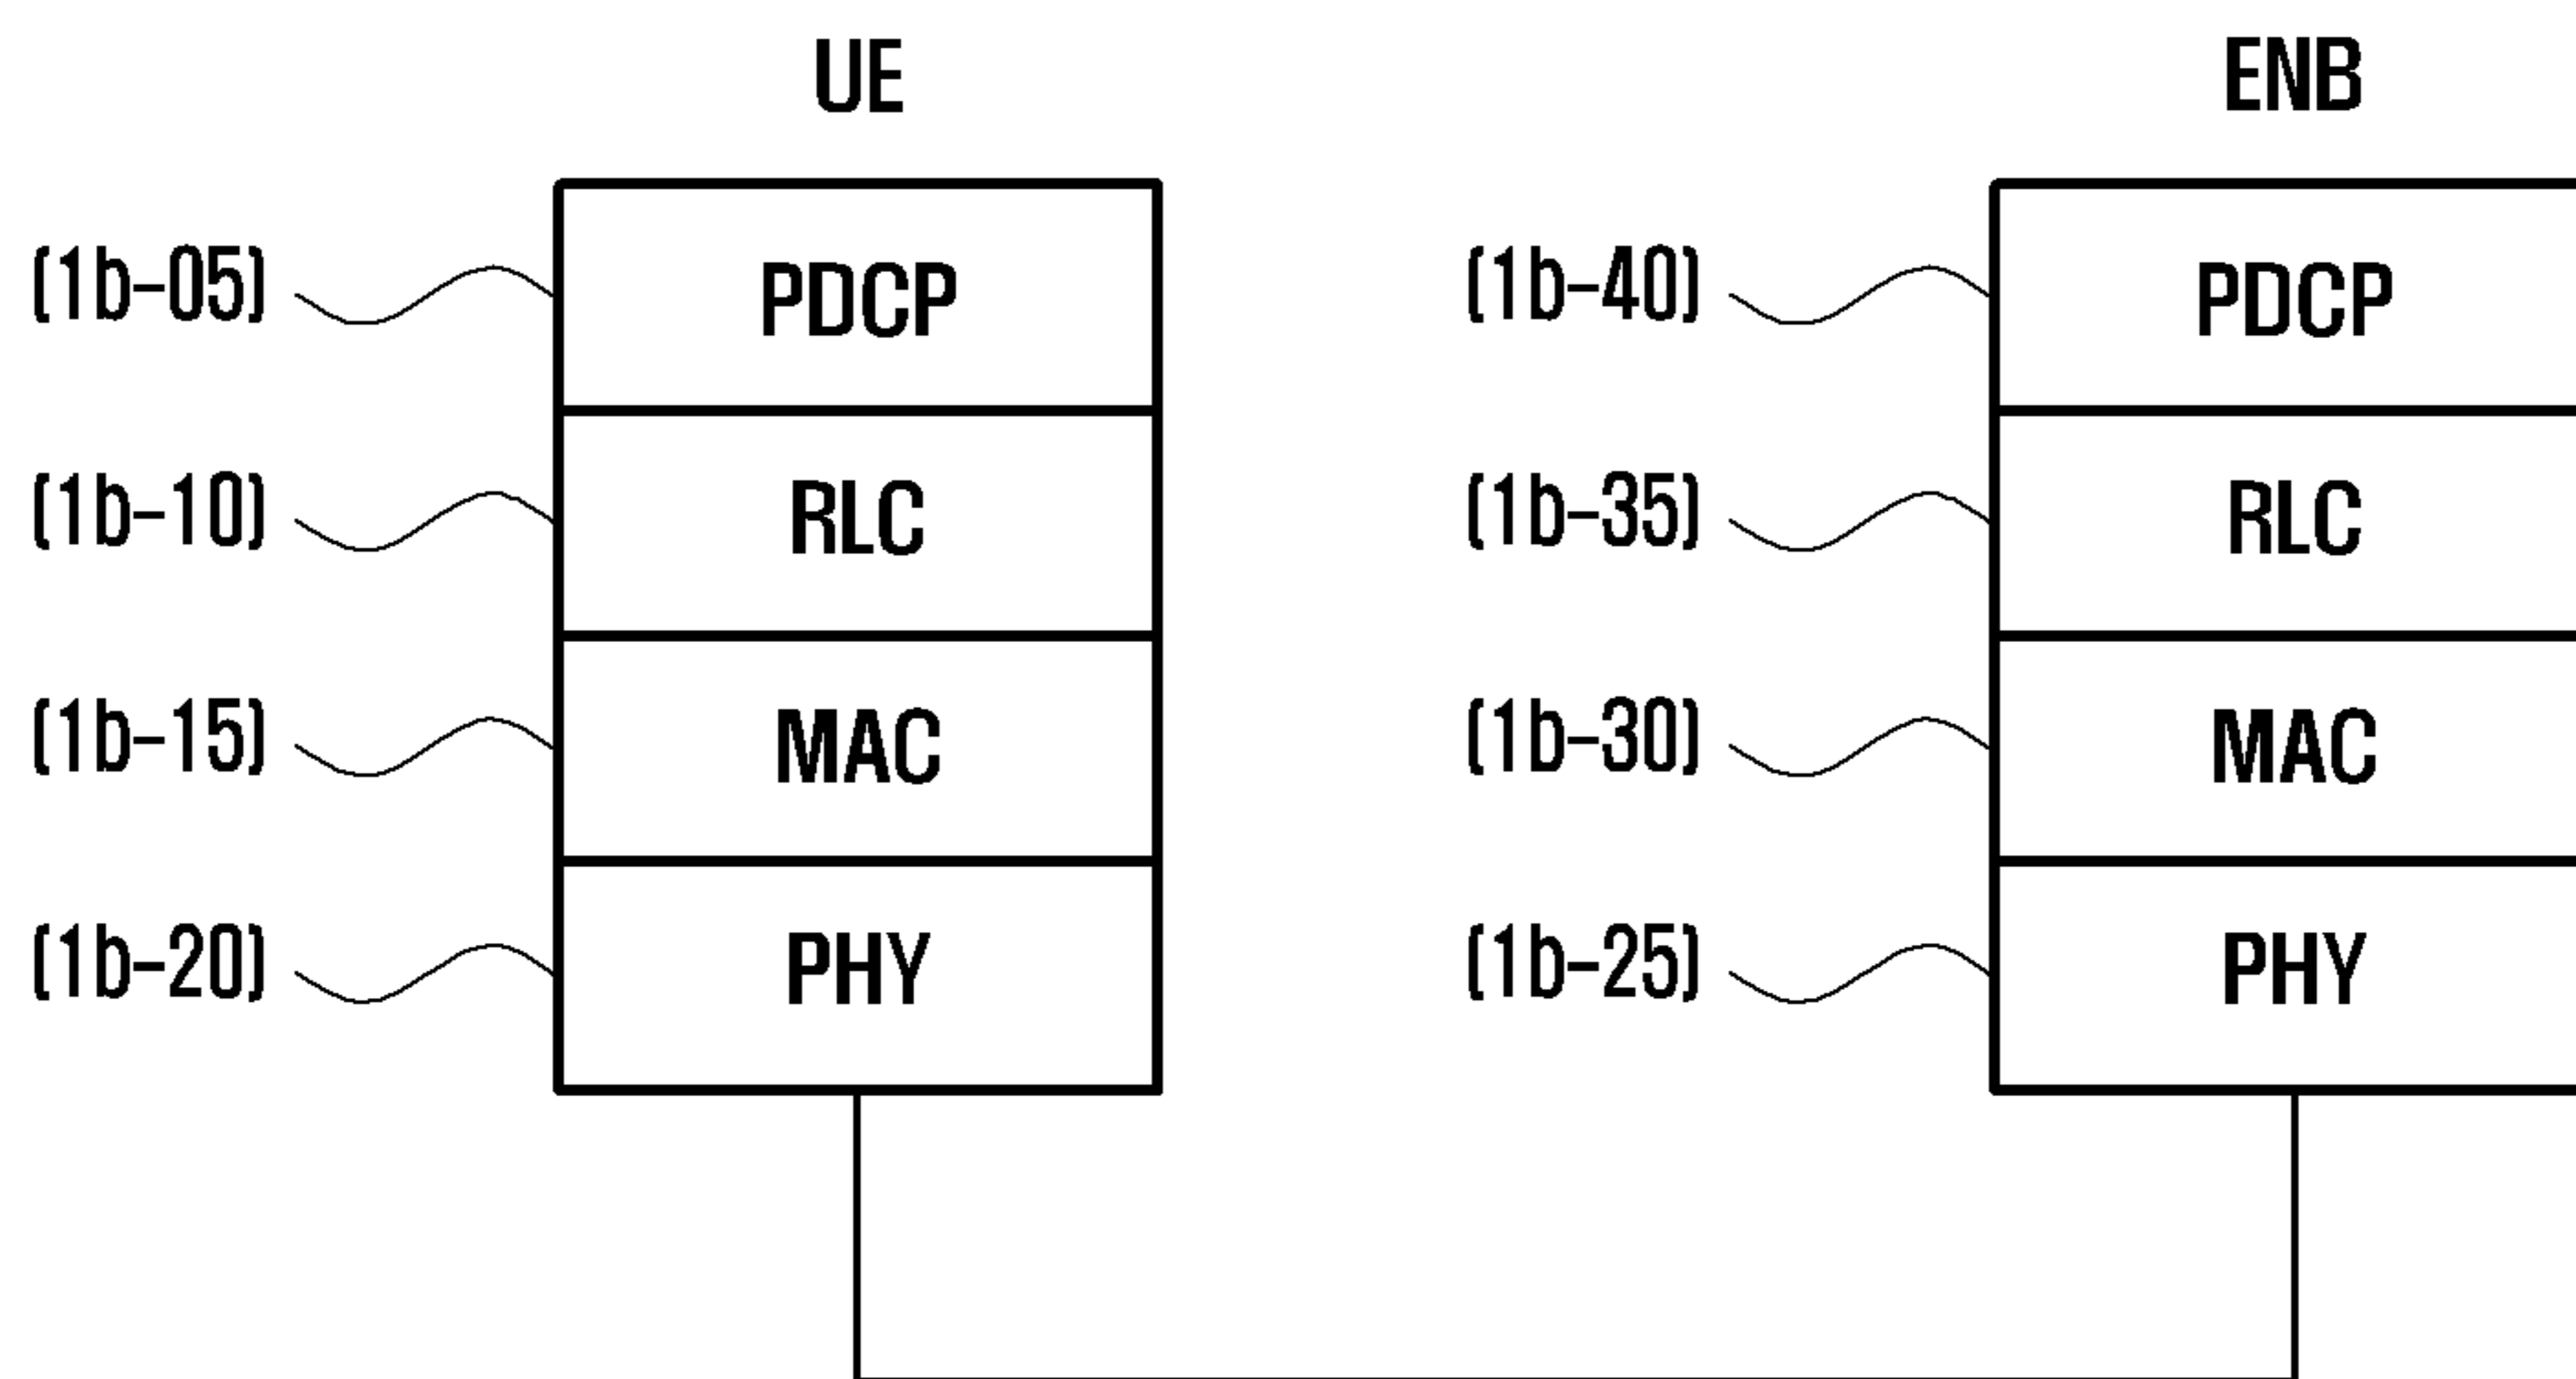 UE ENB
(1b-05) PDCP (1b-40) PDCP
(1b-10) RLC (1b-35) RLC
(1b-15) MAC (1b-30) MAC
(1b-20) PHY (1b-25) PHY